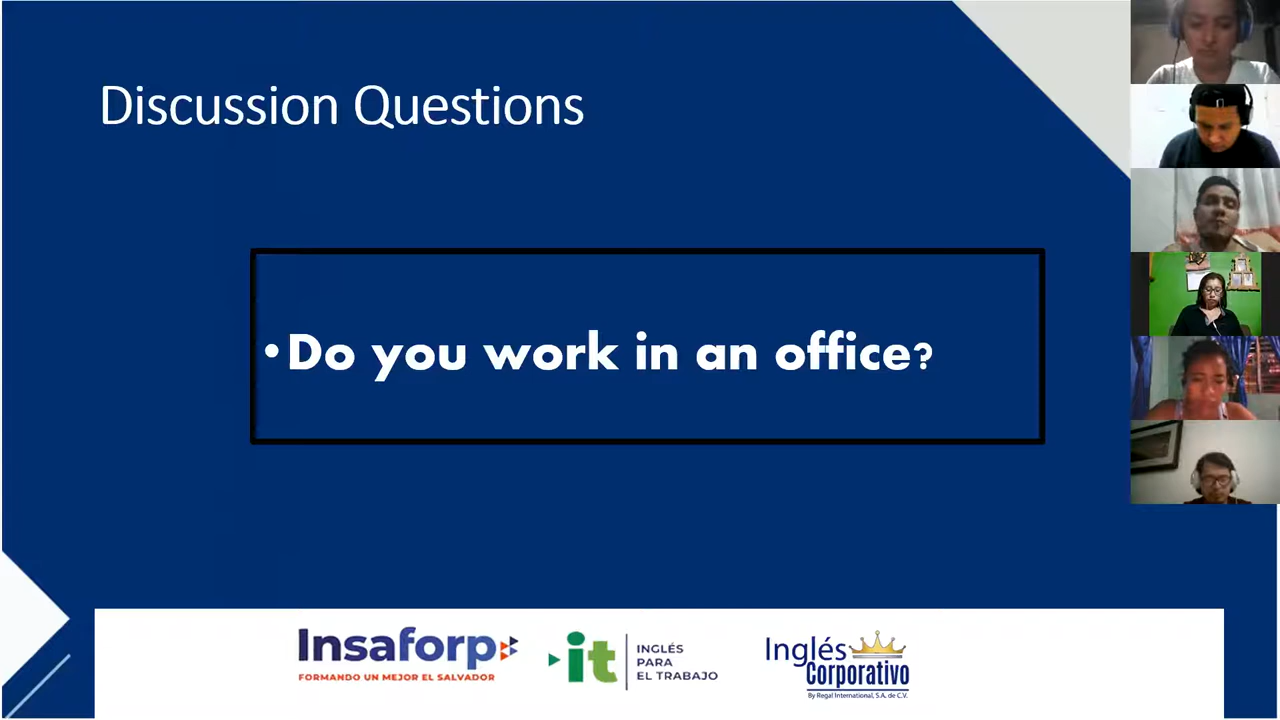 Discussion Questions
•Do you work in an office?
Insaforp
FORMANDO UN MEJOR EL SALVADOR
it
INGLÉS
PARA
EL TRABAJO
Inglés
Corporativo
By Regal International, S.A. de C.V.